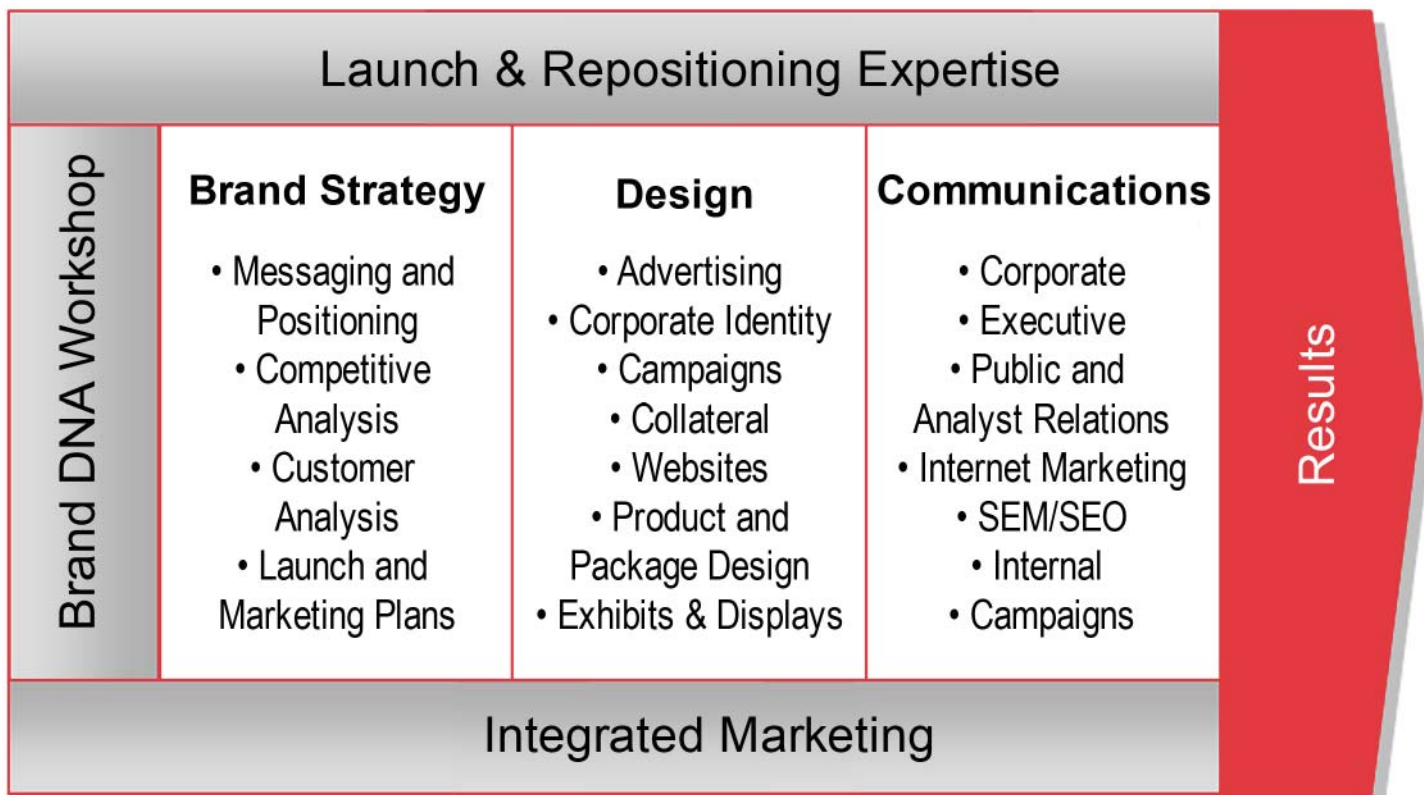 Launch & Repositioning Expertise
Brand DNA Workshop
Brand Strategy
• Messaging and
Positioning
• Competitive
Analysis
• Customer
Analysis
• Launch and
Marketing Plans
Design
• Advertising
• Corporate Identity
• Campaigns
• Collateral
• Websites
• Product and
Package Design
• Exhibits & Displays
Communications
• Corporate
• Executive
• Public and
Analyst Relations
• Internet Marketing
• SEM/SEO
• Internal
• Campaigns
Results
Integrated Marketing